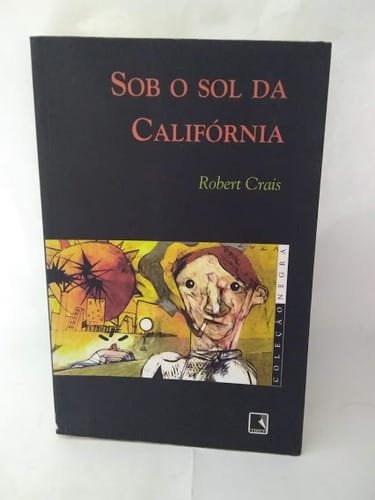 SOB O SOL DA
CALIFÓRNIA
Robert Crais
COLEÇÃO NEGRA